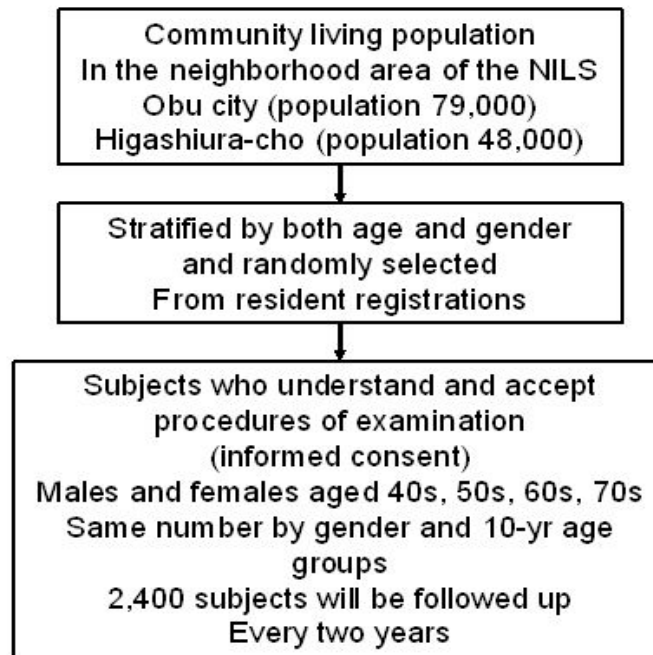 Community living population
In the neighborhood area of the NILS
Obu city (population 79,000)
Higashiura-cho (population 48,000)
Stratified by both age and gender
and randomly selected
From resident registrations
Subjects who understand and accept
procedures of examination
(informed consent)
Males and females aged 40s, 50s, 60s, 70s
Same number by gender and 10-yr age
groups
2,400 subjects will be followed up
Every two years